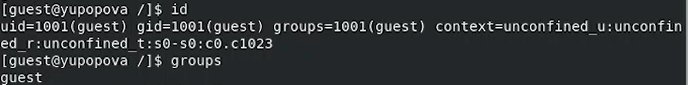 [guest@yupopova /]$ id
uid=1001(guest) gid=1001(guest) groups=1001(guest) context=unconfined_u:unconfin
ed_r:unconfined_t:s0-s0:c0.c1023
[guest@yupopova /]$ groups
guest